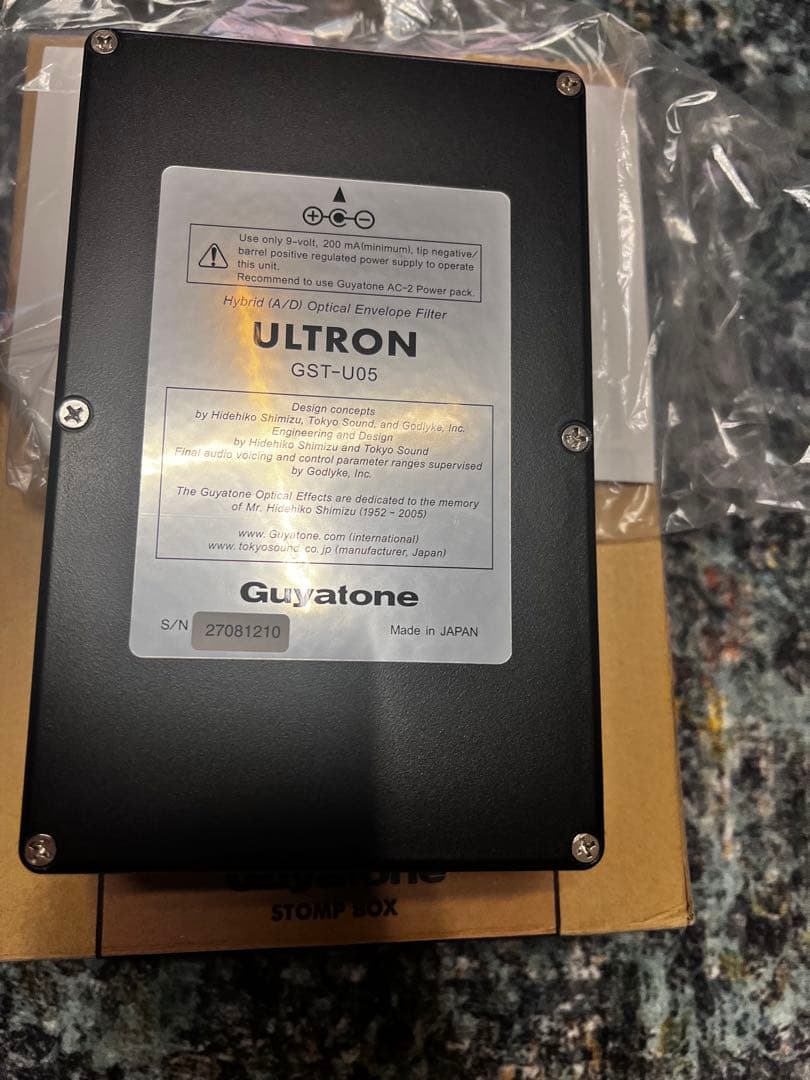 Use only 9-volt, 200 mA(minimum), tip negative/
barrel positive regulated power supply to operate
this unit.
Recommend to use Guyatone AC-2 Power pack.
Hybrid (A/D) Optical Envelope Filter
ULTRON
GST-U05
Design concepts
by Hidehiko Shimizu, Tokyo Sound, and Godlyke, Inc.
Engineering and Design
by Hidehiko Shimizu and Tokyo Sound
Final audio voicing and control parameter ranges supervised
by Godlyke, Inc.
The Guyatone Optical Effects are dedicated to the memory
of Mr. Hidehiko Shimizu (1952 - 2005)
www. Guyatone. com (international)
www. tokyosound. co. jp (manufacturer, Japan)
Guyatone
S/N 27081210
Made in JAPAN
Guyatone
STOMP BOX